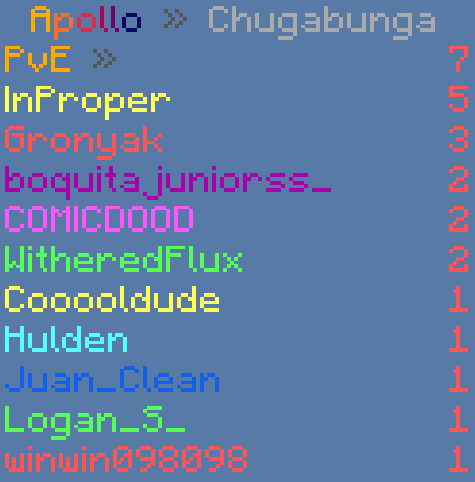 Apollo » Chugabunga
PvE » 7
InProper 5
Gronyak 3
boquita_juniorss_ 2
COMICDOOD 2
WitheredFlux 2
Cooooldude 1
Hulden 1
Juan_Clean 1
Logan_S_ 1
winwin098098 1